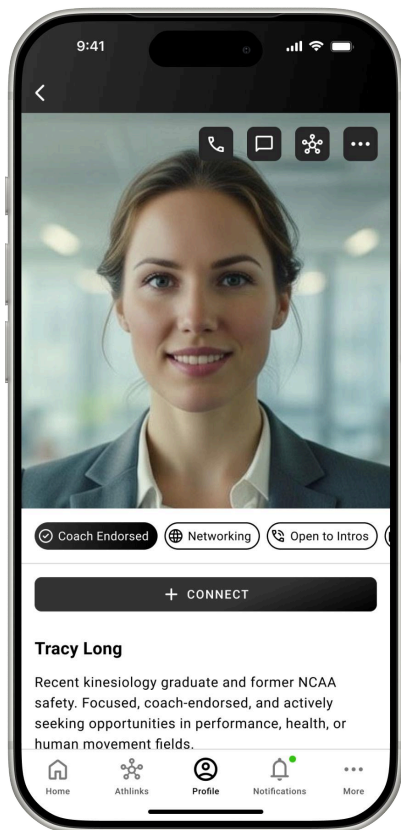 9:41
Coach Endorsed
Networking
Open to Intros
+ CONNECT
Tracy Long
Recent kinesiology graduate and former NCAA
safety. Focused, coach-endorsed, and actively
seeking opportunities in performance, health, or
human movement fields.
Home
Athlinks
Profile
Notifications
More